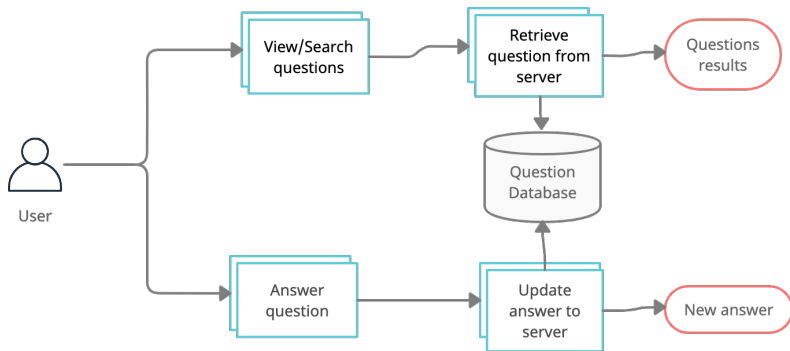 View/Search
questions
Retrieve
question from
server
Questions
results
Question
Database
User
Answer
question
Update
answer to
server
New answer